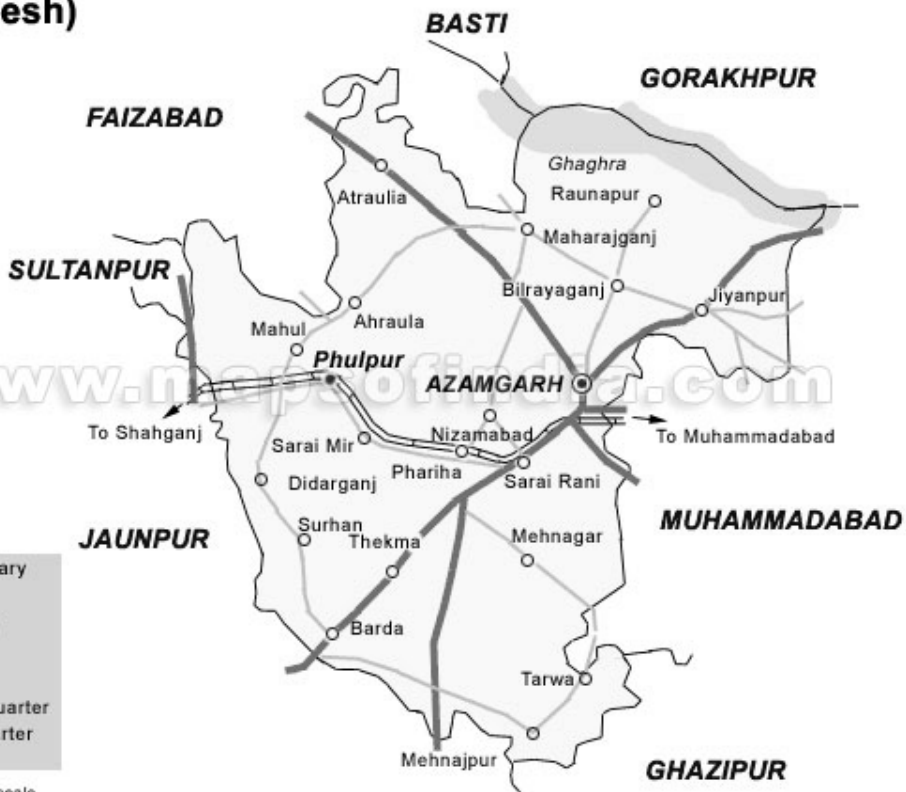 esh)
BASTI
GORAKHPUR
FAIZABAD
Ghaghra
Raunapur
Atraulia
Maharajganj
SULTANPUR
Bilrayaganj
Jiyanpur
Mahul
Ahraula
Phulpur
AZAMGARH
www.mapsofindia.com
To Shahganj
Sarai Mir
Nizamabad
To Muhammadabad
Phariha
Didarganj
Sarai Rani
JAUNPUR
Surhan
Thekma
Mehnagar
MUHAMMADABAD
ary
Barda
Tarwa
uarter
rter
Mehnajpur
GHAZIPUR